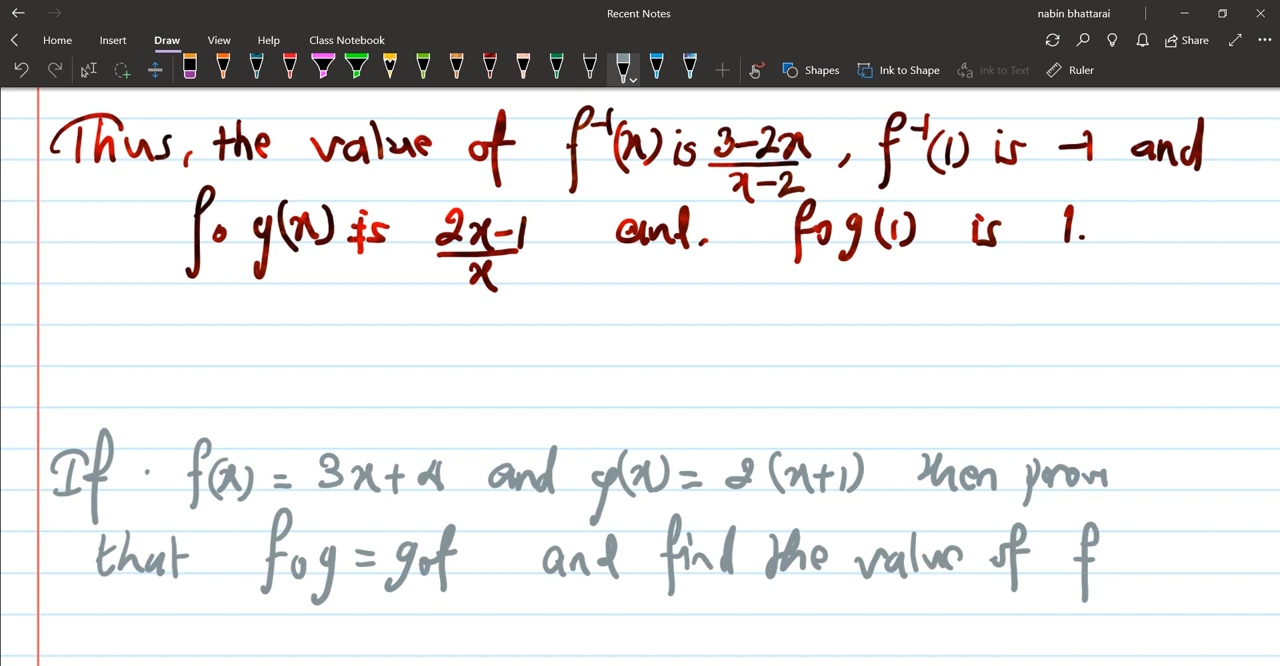 Recent Notes
nabin bhattarai
Home Insert Draw View Help Class Notebook
Share
Shapes Ink to Shape Ink to Text Ruler
Thus, the value of f⁻¹(x) is (3-2x)/(x-2), f⁻¹(1) is -1 and
fog(x) is (2x-1)/x and. fog(1) is 1.
If. f(x) = 3x+4 and g(x) = 2(x+1) then prove
that fog = gof and find the value of f